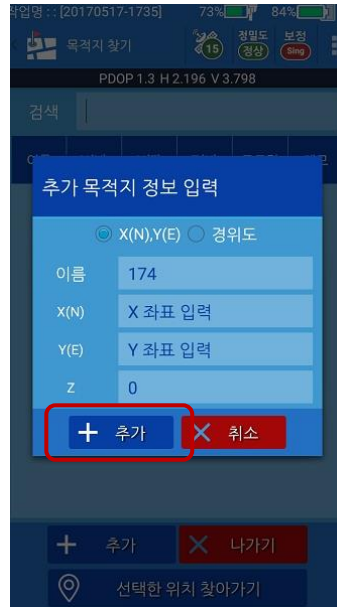 작업명 : : [20170517-1735] 73% 84%
목적지 찾기 15 정밀도 정상 보정 Sing
PDOP 1.3 H 2.196 V 3.798
검색
추가 목적지 정보 입력
X(N),Y(E) 경위도
이름 174
X(N) X 좌표 입력
Y(E) Y 좌표 입력
Z 0
추가 취소
추가 나가기
선택한 위치 찾아가기